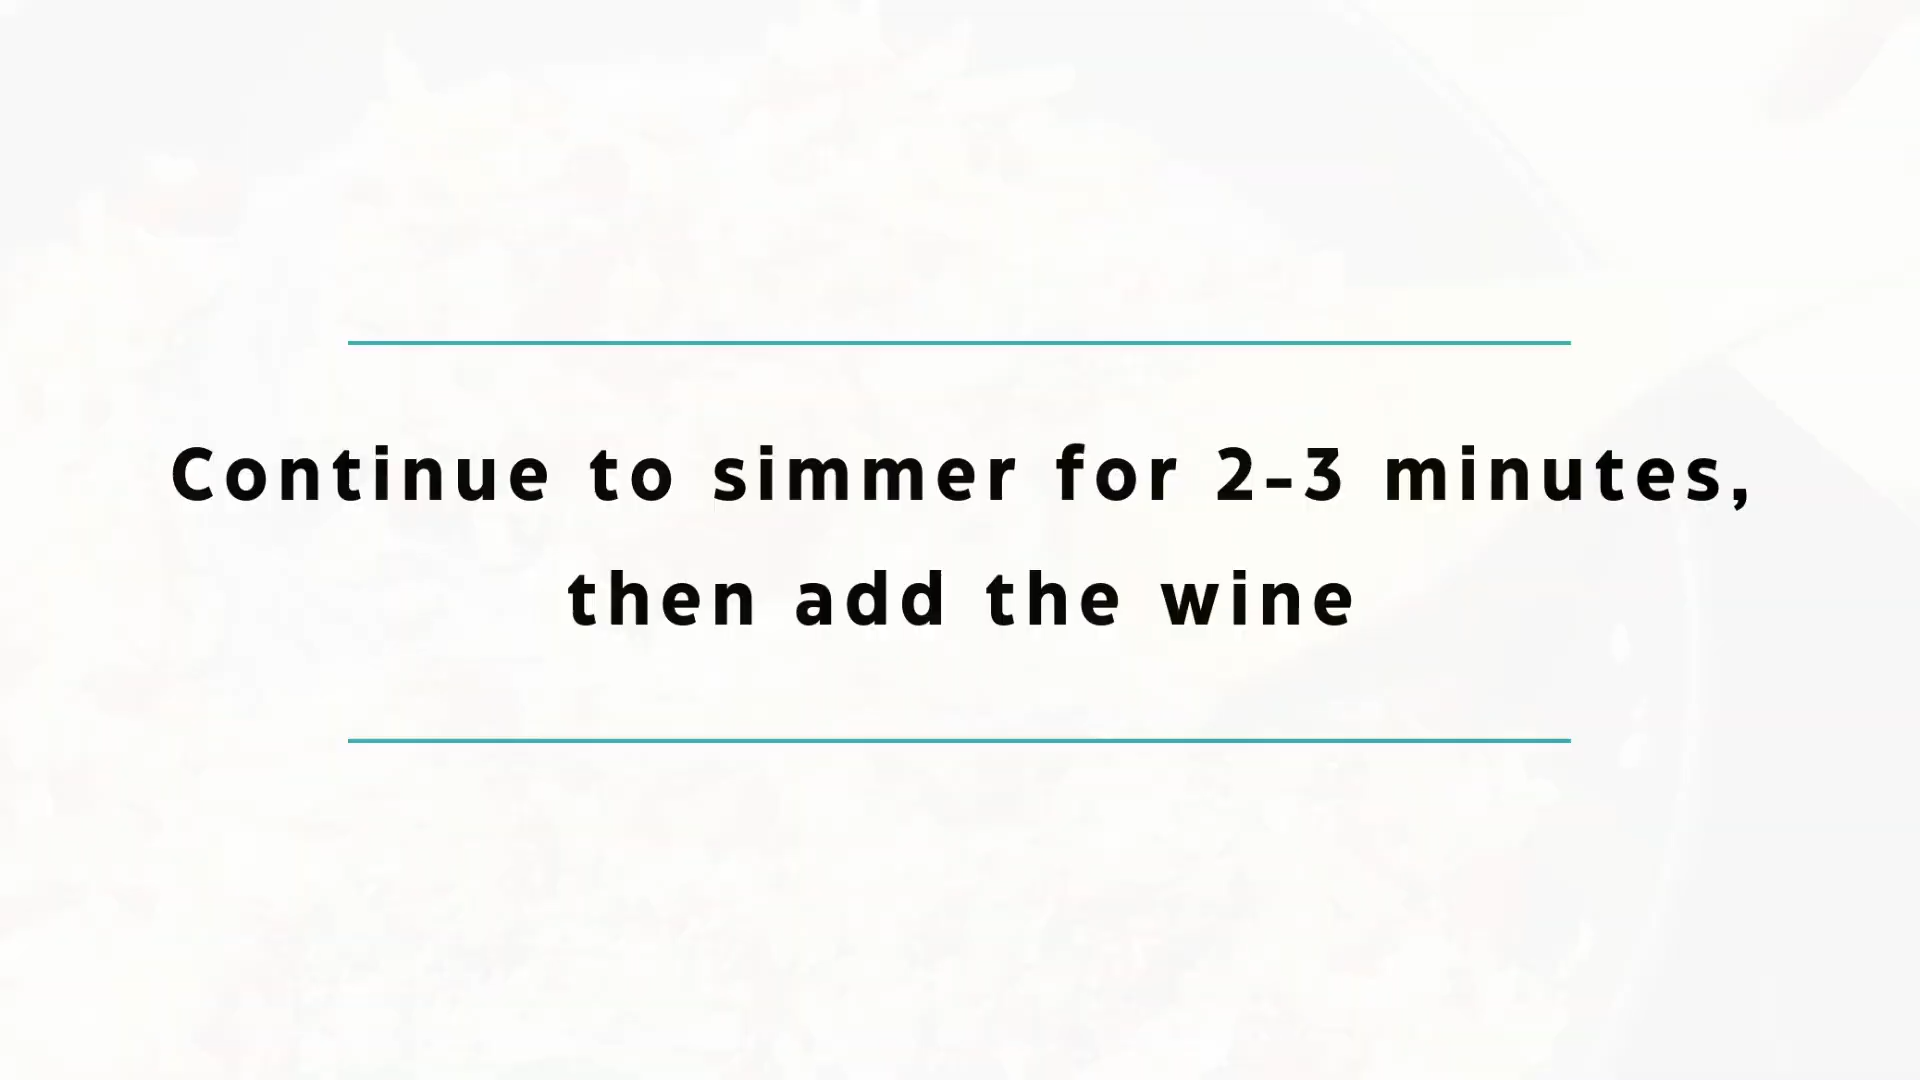 Continue to simmer for 2-3 minutes,
then add the wine